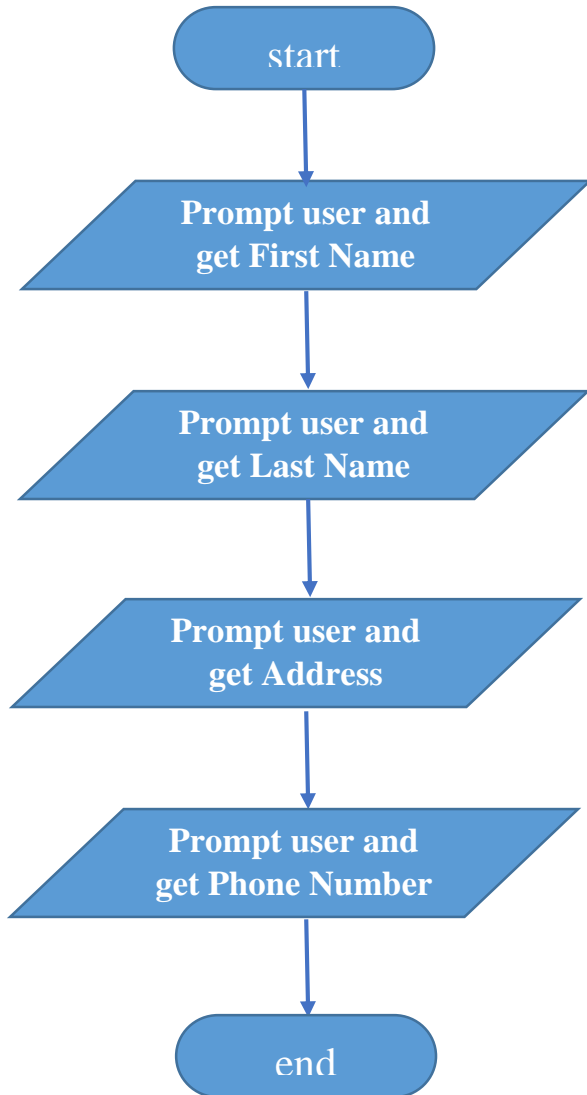 start
Prompt user and
get First Name
Prompt user and
get Last Name
Prompt user and
get Address
Prompt user and
get Phone Number
end